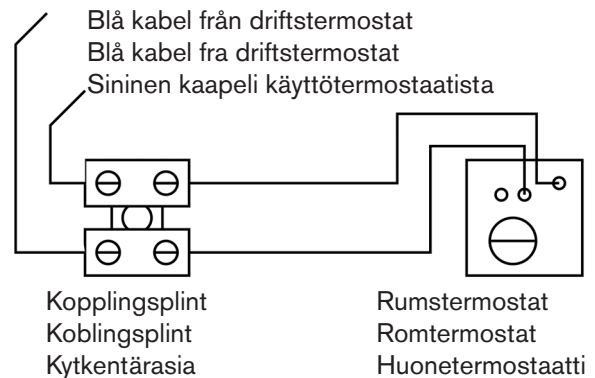 Blå kabel från driftstermostat
Blå kabel fra driftstermostat
Sininen kaapeli käyttötermostaatista
Kopplingsplint
Koblingsplint
Kytkentärasia
Rumstermostat
Romtermostat
Huonetermostaatti